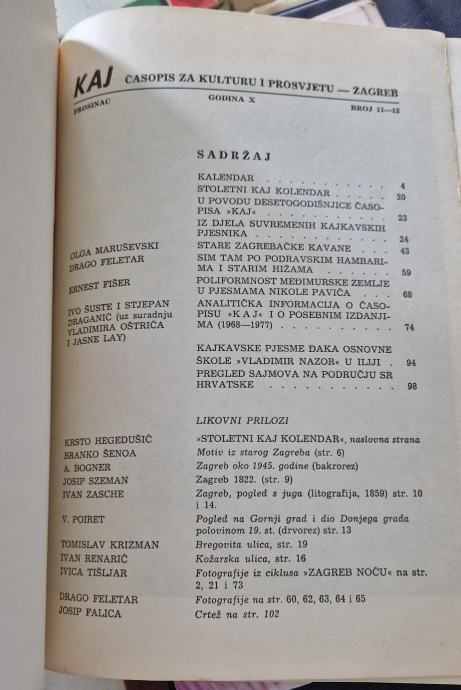 KAJ ČASOPIS ZA KULTURU I PROSVJETU — ZAGREB
PROSINAC GODINA X BROJ 11—12
SADRŽAJ
KALENDAR . . . . . . . . . . . 4
STOLETNI KAJ KOLENDAR . . . . . 20
U POVODU DESETOGODIŠNJICE ČASO-
PISA »KAJ« . . . . . . . . . . . 23
IZ DJELA SUVREMENIH KAJKAVSKIH
PJESNIKA . . . . . . . . . . . 24
OLGA MARUŠEVSKI STARE ZAGREBAČKE KAVANE . . . 43
DRAGO FELETAR SIM TAM PO PODRAVSKIM HAMBARI-
MA I STARIM HIŽAMA . . . . . . 59
ERNEST FIŠER POLIFORMNOST MEĐIMURSKE ZEMLJE
U PJESMAMA NIKOLE PAVIĆA . . . 68
IVO ŠUSTE I STJEPAN ANALITIČKA INFORMACIJA O ČASO-
DRAGANIĆ (uz suradnju PISU »KAJ« I O POSEBNIM IZDANJI-
VLADIMIRA OŠTRIĆA MA (1968—1977) . . . . . . . . . 74
I JASNE LAY)
KAJKAVSKE PJESME ĐAKA OSNOVNE
ŠKOLE »VLADIMIR NAZOR« U ILIJI . 94
PREGLED SAJMOVA NA PODRUČJU SR
HRVATSKE . . . . . . . . . . . 98
LIKOVNI PRILOZI
KRSTO HEGEDUŠIĆ »STOLETNI KAJ KOLENDAR«, naslovna strana
BRANKO ŠENOA Motiv iz starog Zagreba (str. 6)
A. BOGNER Zagreb oko 1945. godine (bakrorez)
JOSIP SZEMAN Zagreb 1822. (str. 9)
IVAN ZASCHE Zagreb, pogled s juga (litografija, 1859) str. 10
i 14.
V. POIRET Pogled na Gornji grad i dio Donjega grada
polovinom 19. st. (drvorez) str. 13
TOMISLAV KRIZMAN Bregovita ulica, str. 19
IVAN RENARIĆ Kožarska ulica, str. 16
IVICA TIŠLJAR Fotografije iz ciklusa »ZAGREB NOĆU« na str.
2, 21 i 73
DRAGO FELETAR Fotografije na str. 60, 62, 63, 64 i 65
JOSIP FALICA Crtež na str. 102